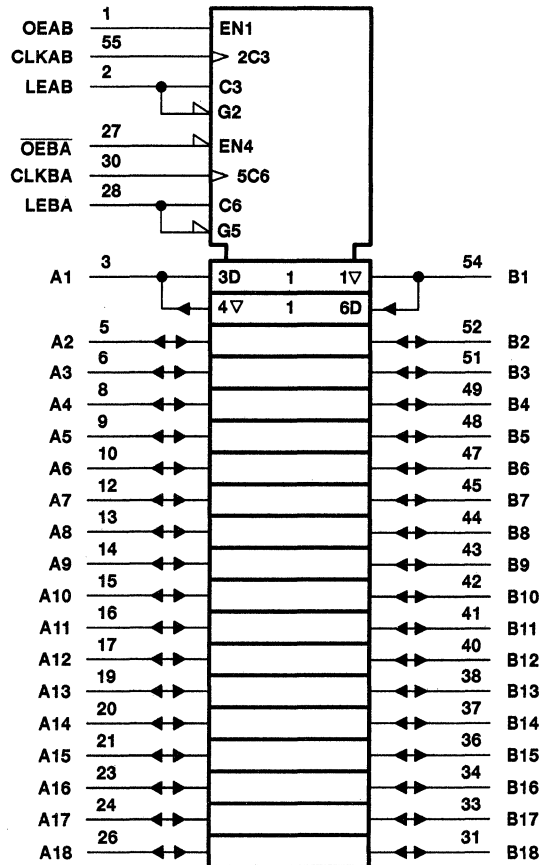 1
OEAB EN1
55
CLKAB 2C3
2
LEAB C3
G2
27
OEBA EN4
30
CLKBA 5C6
28
LEBA C6
G5
3 54
A1 3D 1 1▽ B1
4▽ 1 6D
5 52
A2 B2
6 51
A3 B3
8 49
A4 B4
9 48
A5 B5
10 47
A6 B6
12 45
A7 B7
13 44
A8 B8
14 43
A9 B9
15 42
A10 B10
16 41
A11 B11
17 40
A12 B12
19 38
A13 B13
20 37
A14 B14
21 36
A15 B15
23 34
A16 B16
24 33
A17 B17
26 31
A18 B18